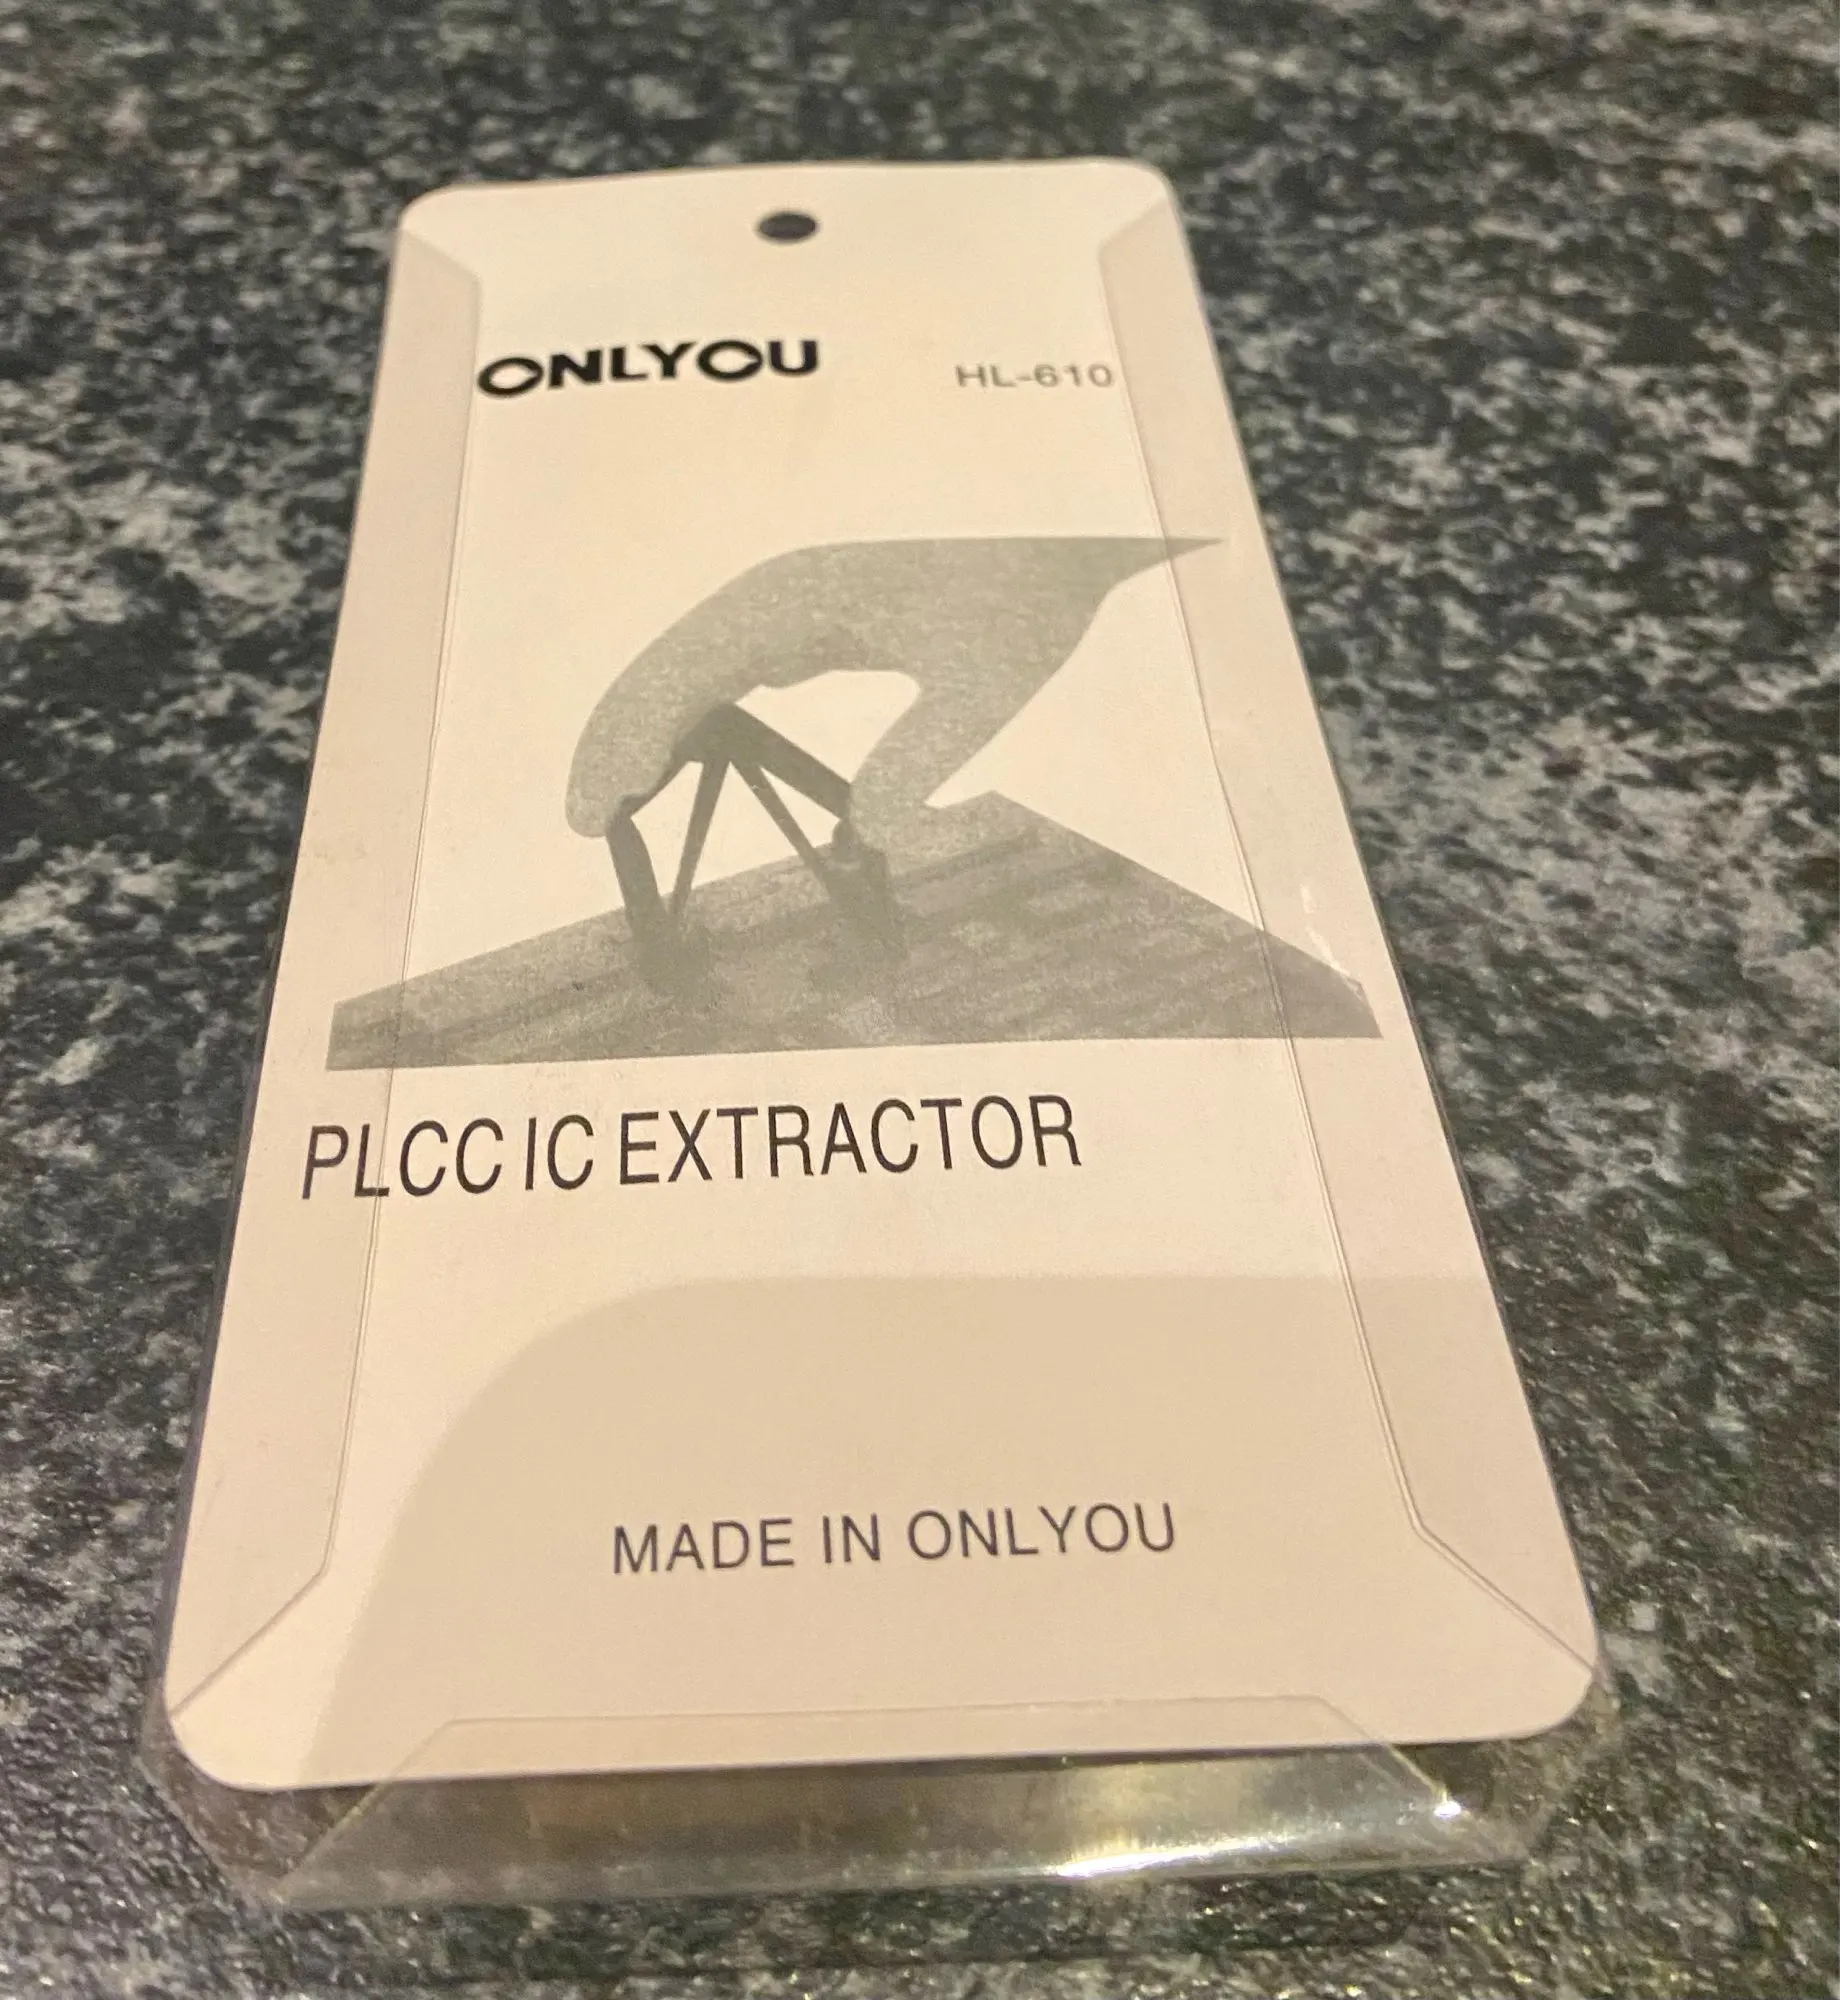 ONLYOU HL-610
PLCC IC EXTRACTOR
MADE IN ONLYOU